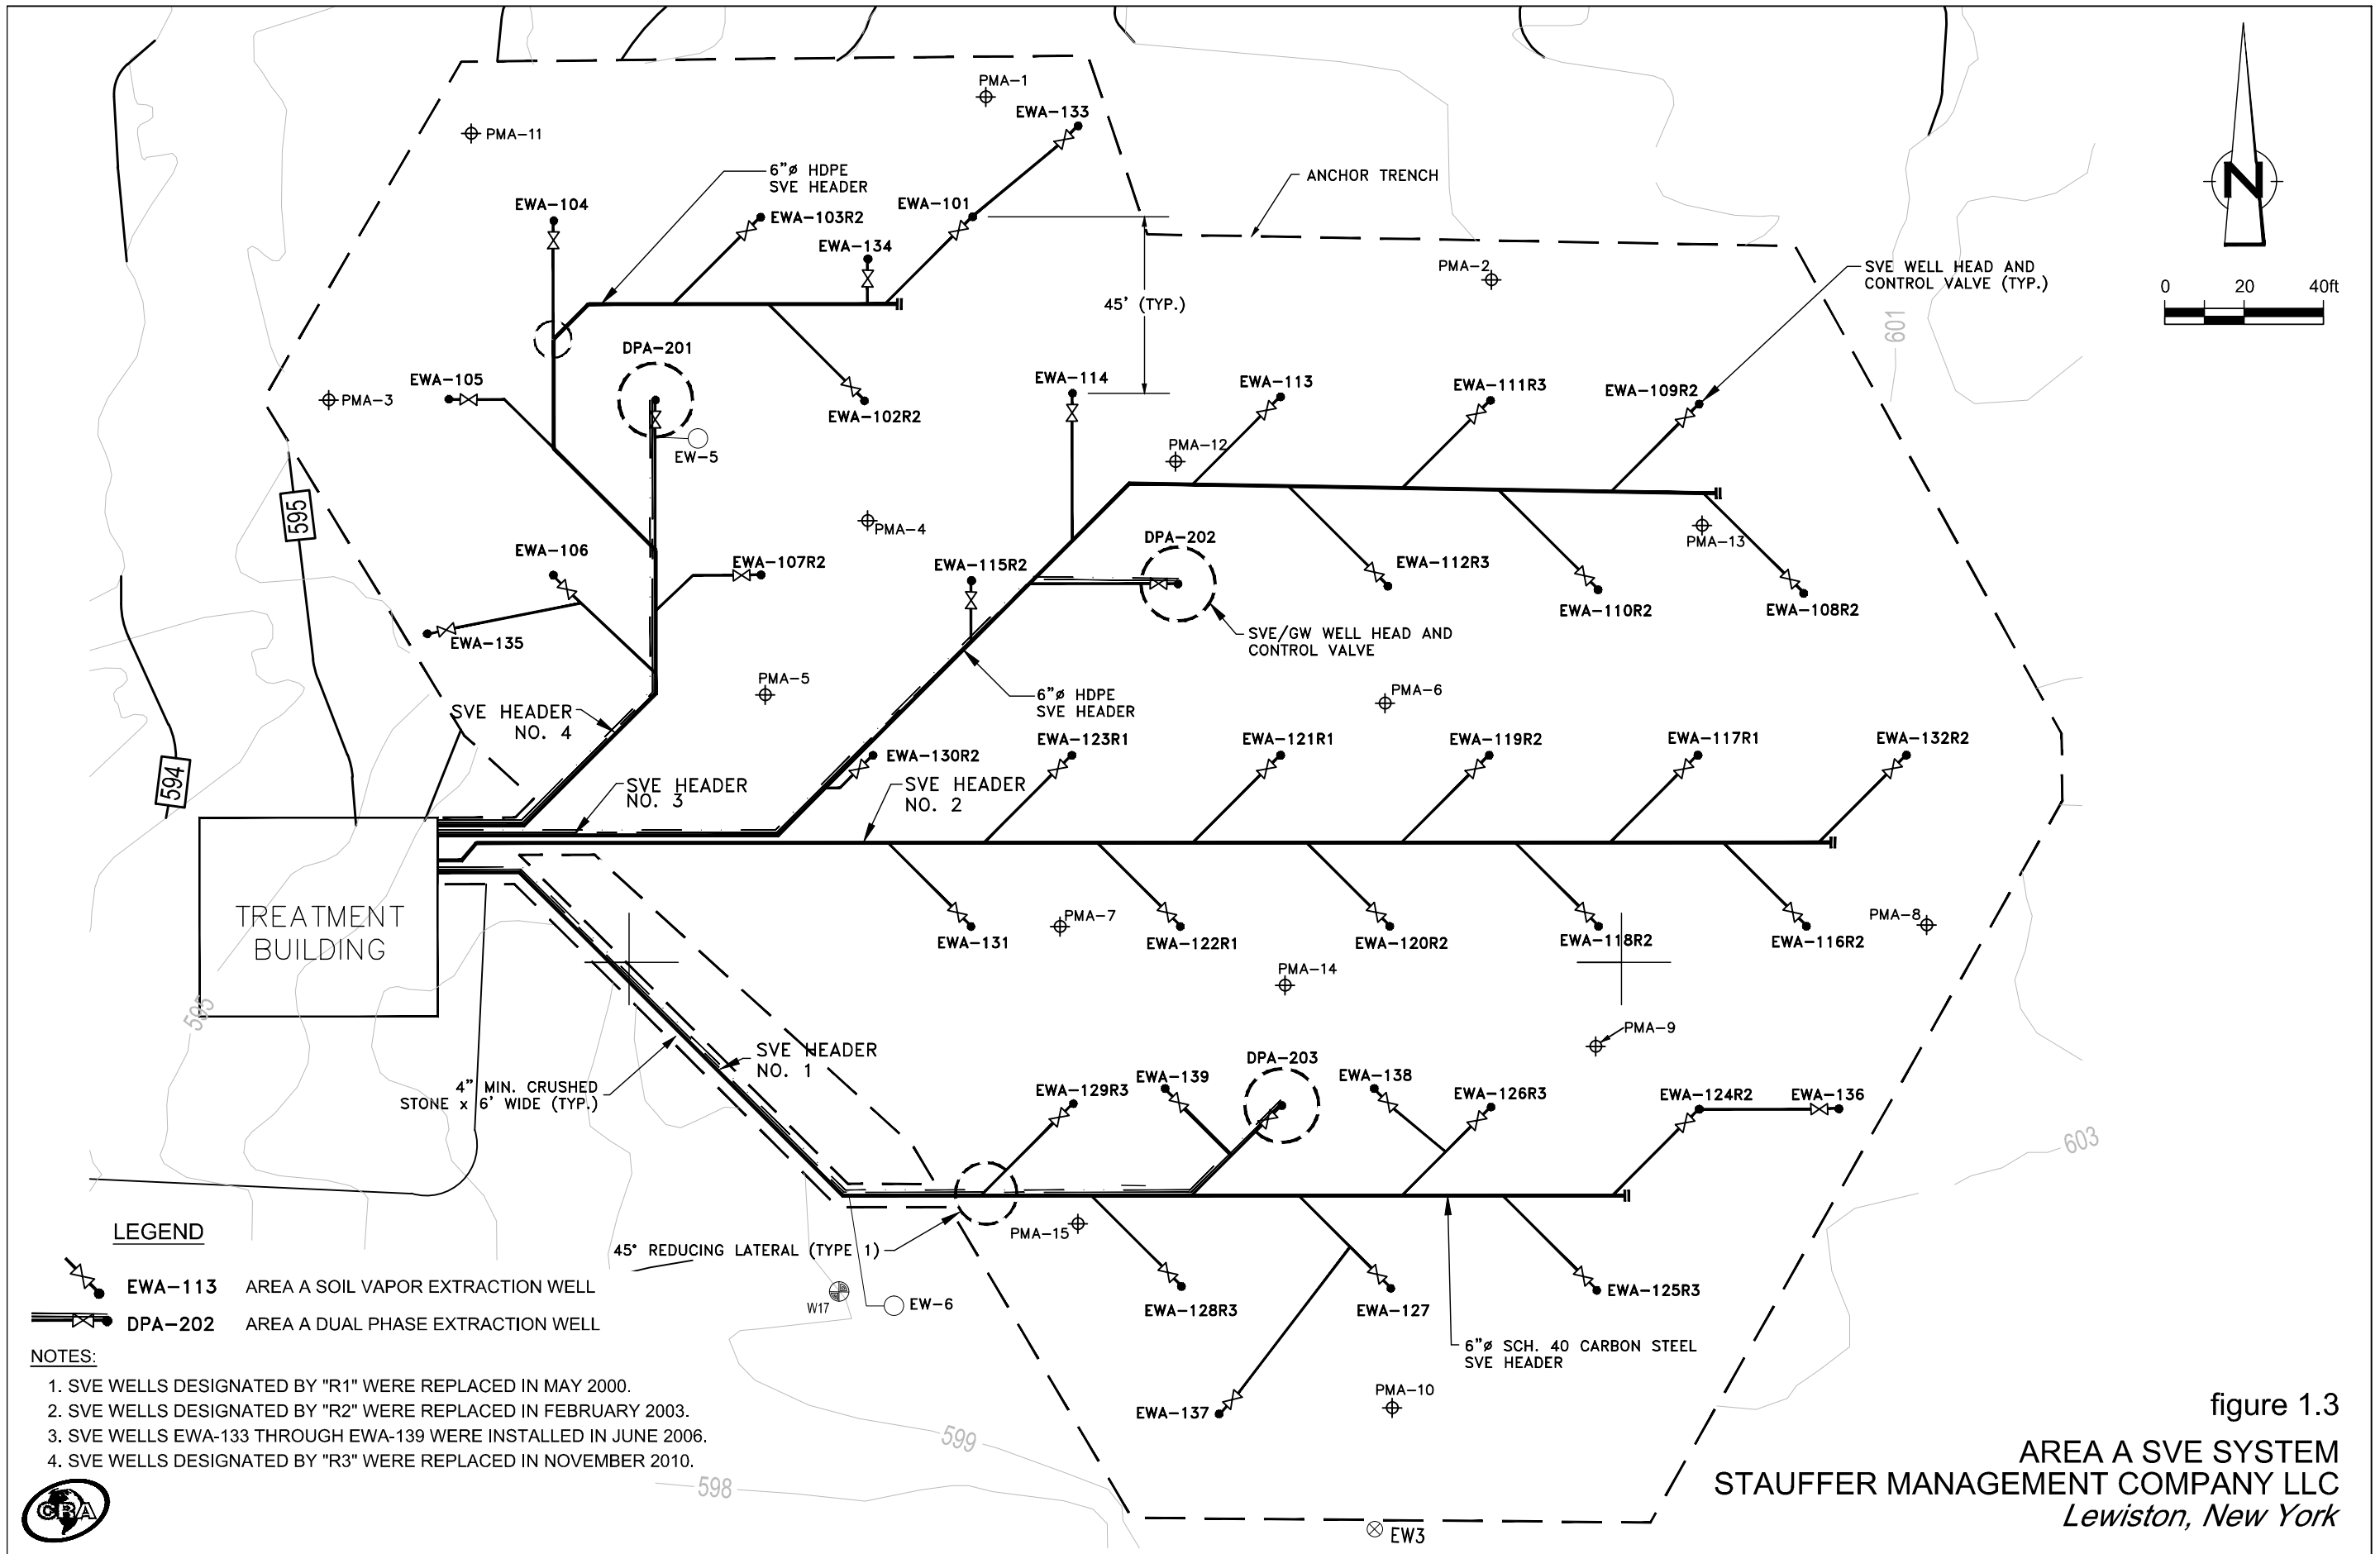 PMA-1
EWA-133
PMA-11
6"ø HDPE
SVE HEADER
ANCHOR TRENCH
N
EWA-104
EWA-103R2
EWA-101
EWA-134
PMA-2
SVE WELL HEAD AND
CONTROL VALVE (TYP.)
0 20 40ft
45' (TYP.)
601
DPA-201
EWA-105
PMA-3
EWA-102R2
EWA-114
EWA-113
EWA-111R3
EWA-109R2
EW-5
PMA-12
595
PMA-4
DPA-202
PMA-13
EWA-106
EWA-107R2
EWA-115R2
EWA-112R3
EWA-110R2
EWA-108R2
EWA-135
SVE/GW WELL HEAD AND
CONTROL VALVE
PMA-5
PMA-6
6"ø HDPE
SVE HEADER
SVE HEADER
NO. 4
EWA-130R2
EWA-123R1
EWA-121R1
EWA-119R2
EWA-117R1
EWA-132R2
594
SVE HEADER
NO. 3
SVE HEADER
NO. 2
TREATMENT
BUILDING
EWA-131
PMA-7
EWA-122R1
EWA-120R2
EWA-118R2
EWA-116R2
PMA-8
PMA-14
595
PMA-9
SVE HEADER
NO. 1
4" MIN. CRUSHED
STONE x 6' WIDE (TYP.)
EWA-129R3
EWA-139
DPA-203
EWA-138
EWA-126R3
EWA-124R2
EWA-136
603
PMA-15
45° REDUCING LATERAL (TYPE 1)
W17
EW-6
EWA-128R3
EWA-127
EWA-125R3
6"ø SCH. 40 CARBON STEEL
SVE HEADER
EWA-137
PMA-10
599
598
EW3
LEGEND
EWA-113 AREA A SOIL VAPOR EXTRACTION WELL
DPA-202 AREA A DUAL PHASE EXTRACTION WELL
NOTES:
1. SVE WELLS DESIGNATED BY "R1" WERE REPLACED IN MAY 2000.
2. SVE WELLS DESIGNATED BY "R2" WERE REPLACED IN FEBRUARY 2003.
3. SVE WELLS EWA-133 THROUGH EWA-139 WERE INSTALLED IN JUNE 2006.
4. SVE WELLS DESIGNATED BY "R3" WERE REPLACED IN NOVEMBER 2010.
CRA
figure 1.3
AREA A SVE SYSTEM
STAUFFER MANAGEMENT COMPANY LLC
Lewiston, New York